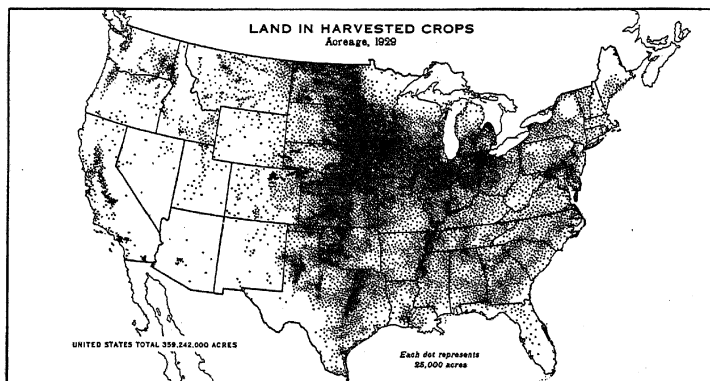 LAND IN HARVESTED CROPS
Acreage, 1929
UNITED STATES TOTAL 359,242,000 ACRES
Each dot represents
25,000 acres